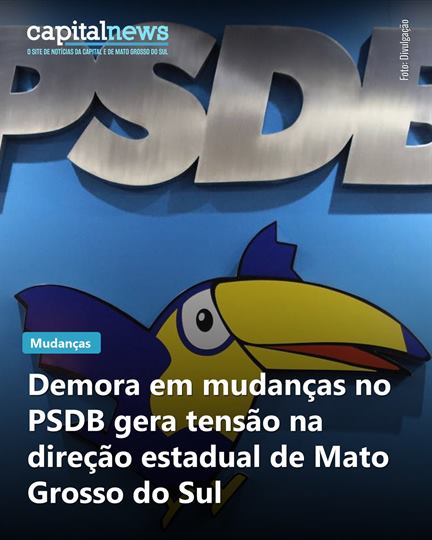 capitalnews
O SITE DE NOTÍCIAS DA CAPITAL E DE MATO GROSSO DO SUL
Foto: Divulgação
PSDB
Mudanças
Demora em mudanças no
PSDB gera tensão na
direção estadual de Mato
Grosso do Sul